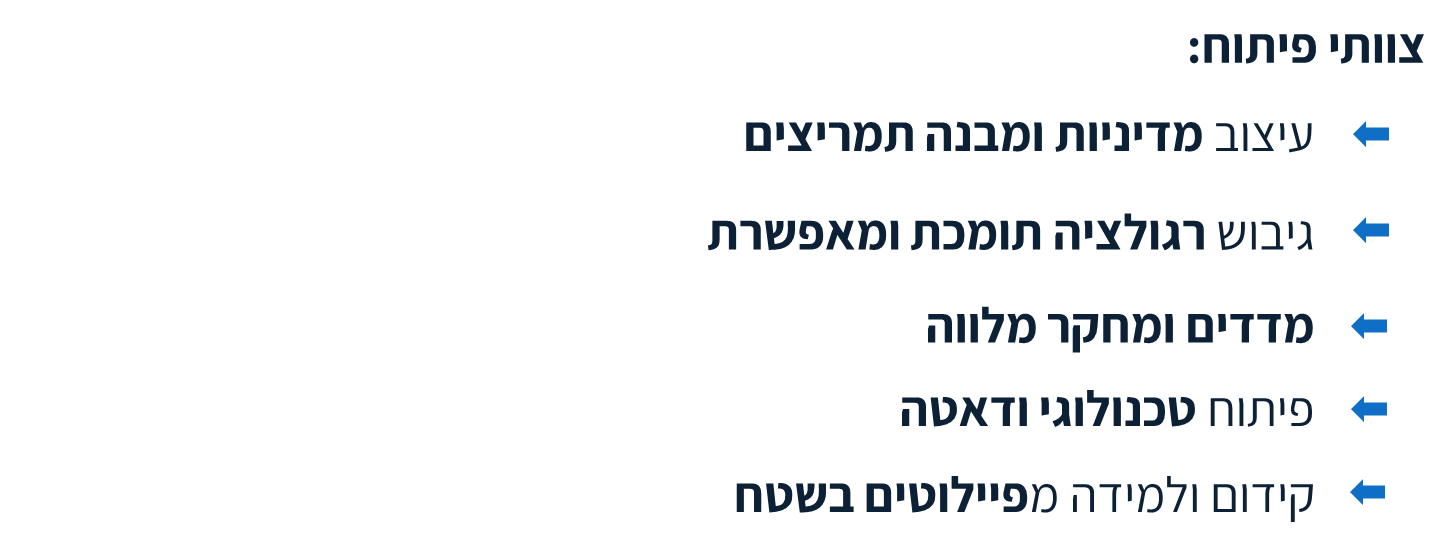 צוותי פיתוח:
עיצוב מדיניות ומבנה תמריצים
גיבוש רגולציה תומכת ומאפשרת
מדדים ומחקר מלווה
פיתוח טכנולוגי ודאטה
קידום ולמידה מפיילוטים בשטח